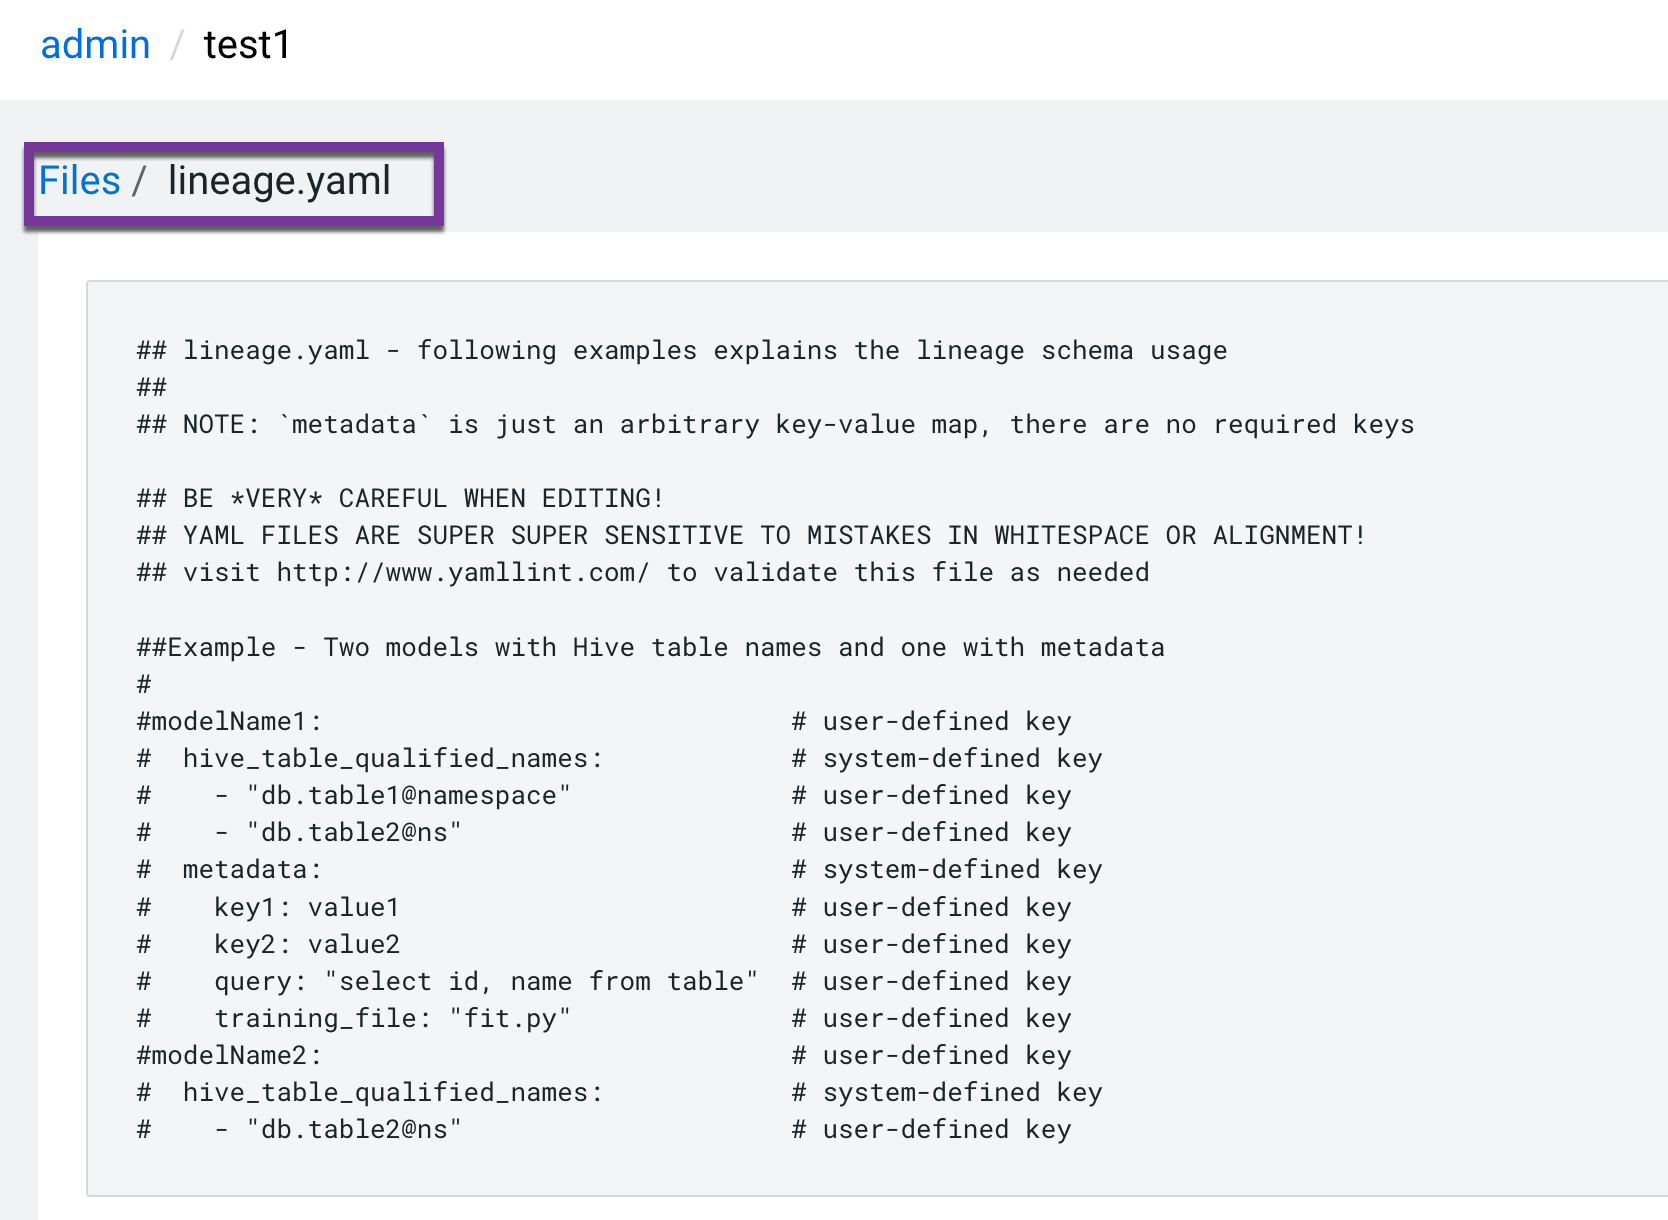 admin / test1
Files / lineage.yaml
## lineage.yaml - following examples explains the lineage schema usage
##
## NOTE: `metadata` is just an arbitrary key-value map, there are no required keys
## BE *VERY* CAREFUL WHEN EDITING!
## YAML FILES ARE SUPER SUPER SENSITIVE TO MISTAKES IN WHITESPACE OR ALIGNMENT!
## visit http://www.yamllint.com/ to validate this file as needed
##Example - Two models with Hive table names and one with metadata
#
#modelName1:                              # user-defined key
#  hive_table_qualified_names:            # system-defined key
#    - "db.table1@namespace"              # user-defined key
#    - "db.table2@ns"                     # user-defined key
#  metadata:                              # system-defined key
#    key1: value1                         # user-defined key
#    key2: value2                         # user-defined key
#    query: "select id, name from table"  # user-defined key
#    training_file: "fit.py"              # user-defined key
#modelName2:                              # user-defined key
#  hive_table_qualified_names:            # system-defined key
#    - "db.table2@ns"                     # user-defined key